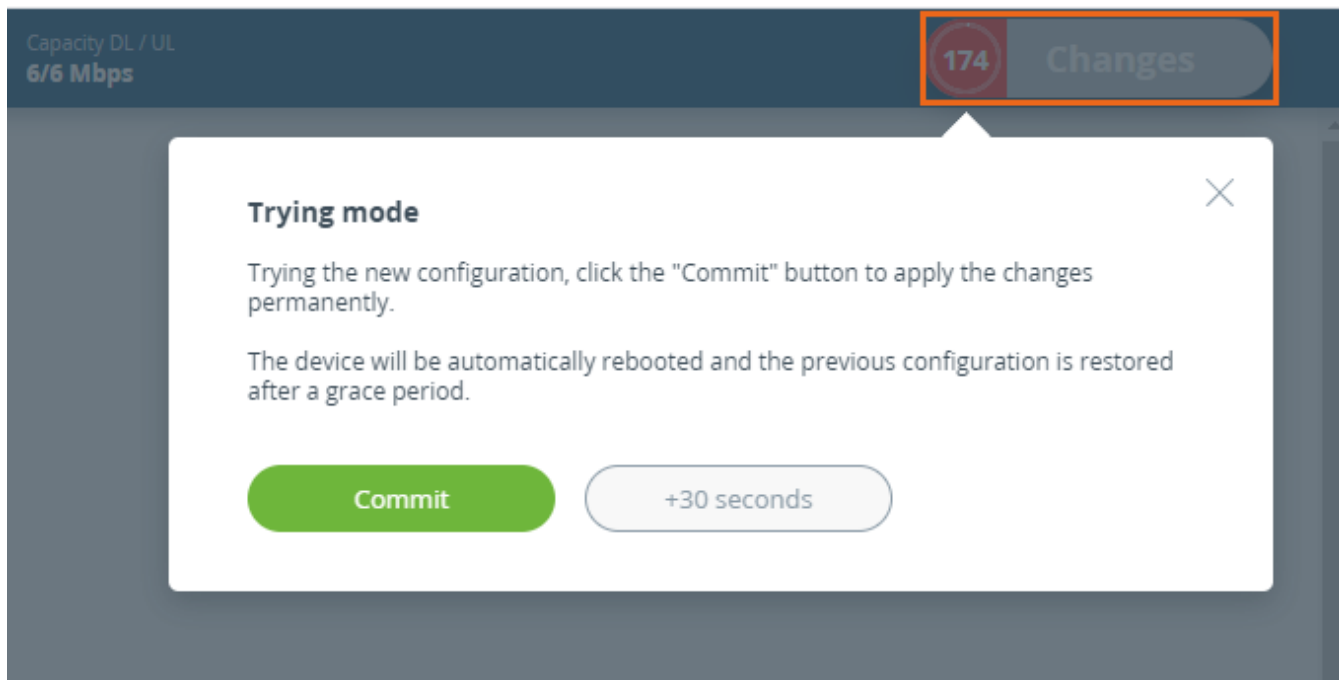 Capacity DL / UL
6/6 Mbps
174
Changes
Trying mode
Trying the new configuration, click the "Commit" button to apply the changes
permanently.
The device will be automatically rebooted and the previous configuration is restored
after a grace period.
Commit
+30 seconds